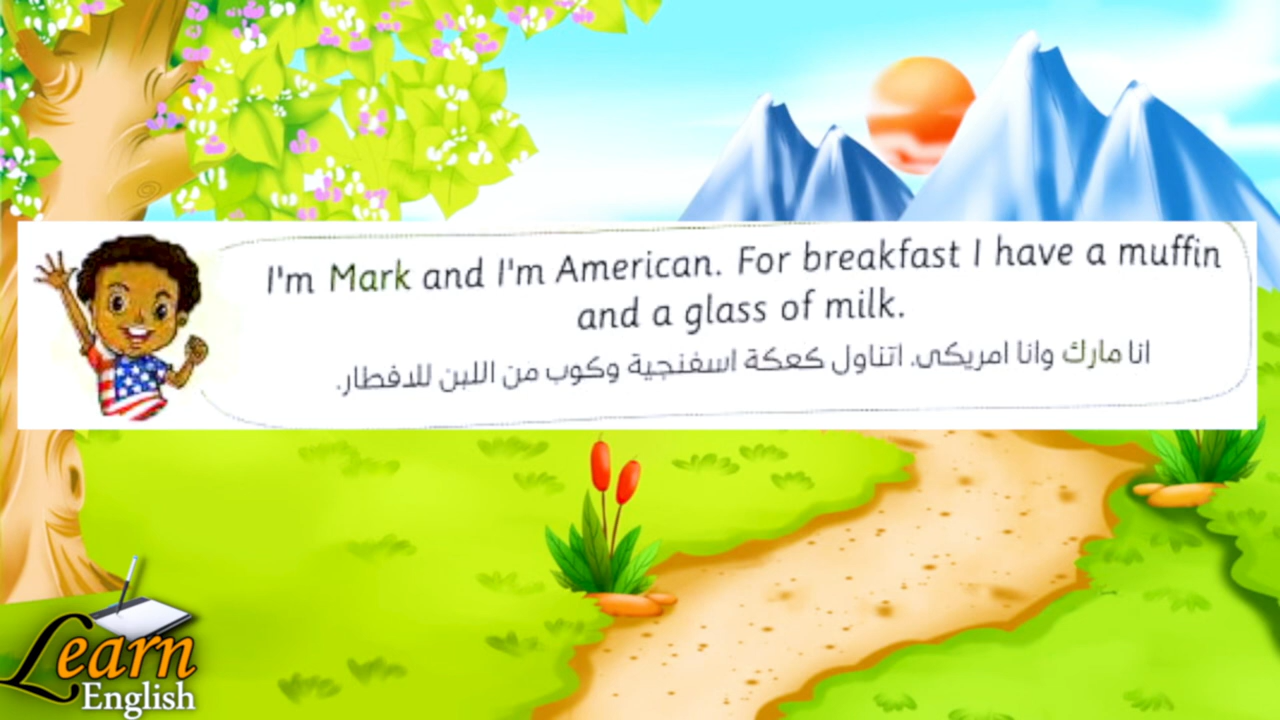 I'm Mark and I'm American. For breakfast I have a muffin
and a glass of milk.
انا مارك وانا امريكى. اتناول كعكة اسفنجية وكوب من اللبن للافطار.
Learn
English